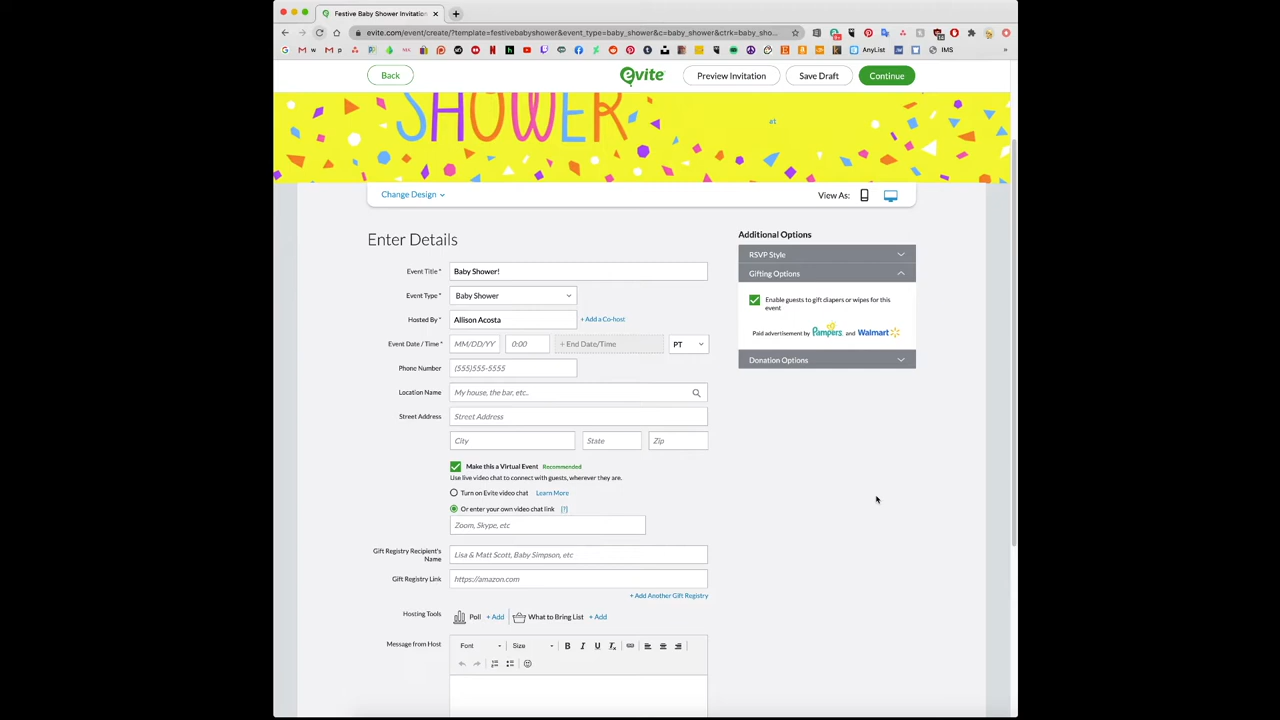 Festive Baby Shower Invitation
evite.com/event/create/?template=festivebabyshower&event_type=baby_shower&c=baby_shower&ctrk=baby_sho...
w
p
AnyList
IMS
»
Back
evite
Preview Invitation
Save Draft
Continue
SHOWER
at
Change Design
View As:
Enter Details
Additional Options
RSVP Style
Gifting Options
Enable guests to gift diapers or wipes for this
event
Paid advertisement by Pampers and Walmart
Donation Options
Event Title *
Baby Shower!
Event Type *
Baby Shower
Hosted By *
Allison Acosta
+ Add a Co-host
Event Date / Time *
MM/DD/YY
0:00
+ End Date/Time
PT
Phone Number
(555)555-5555
Location Name
My house, the bar, etc..
Street Address
Street Address
City
State
Zip
Make this a Virtual Event Recommended
Use live video chat to connect with guests, wherever they are.
Turn on Evite video chat Learn More
Or enter your own video chat link [?]
Zoom, Skype, etc
Gift Registry Recipient's
Name
Lisa & Matt Scott, Baby Simpson, etc
Gift Registry Link
https://amazon.com
+ Add Another Gift Registry
Hosting Tools
Poll + Add
What to Bring List + Add
Message from Host
Font
Size
B I U